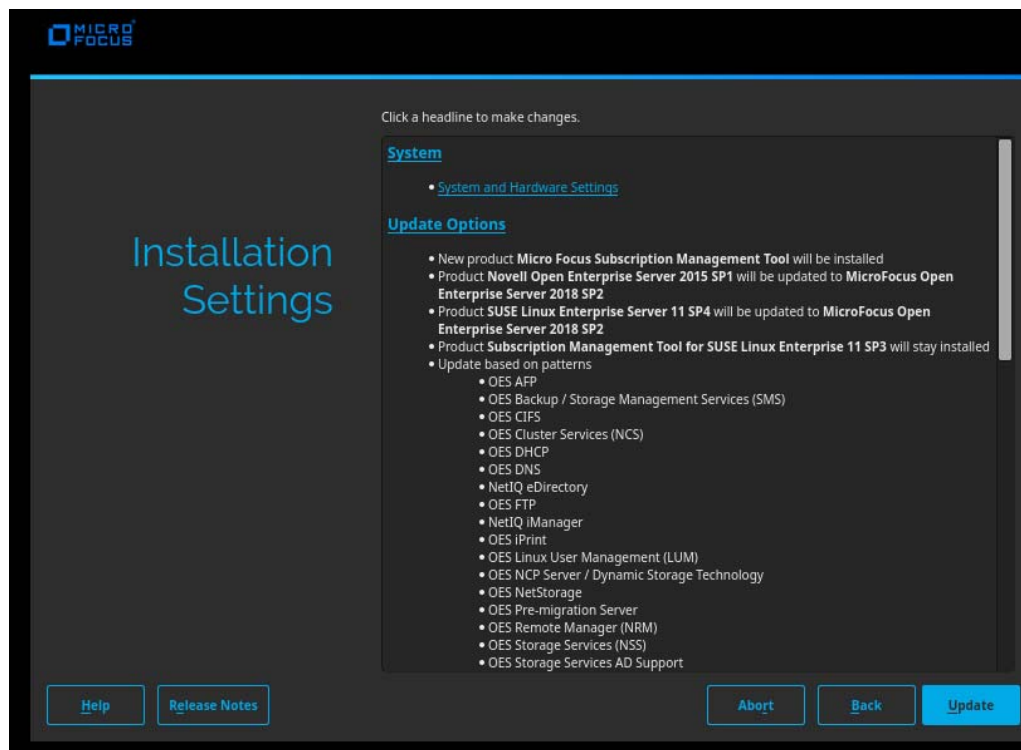 MICRO
FOCUS
Click a headline to make changes.
System
• System and Hardware Settings
Update Options
Installation
Settings
• New product Micro Focus Subscription Management Tool will be installed
• Product Novell Open Enterprise Server 2015 SP1 will be updated to MicroFocus Open
Enterprise Server 2018 SP2
• Product SUSE Linux Enterprise Server 11 SP4 will be updated to MicroFocus Open
Enterprise Server 2018 SP2
• Product Subscription Management Tool for SUSE Linux Enterprise 11 SP3 will stay installed
• Update based on patterns
• OES AFP
• OES Backup / Storage Management Services (SMS)
• OES CIFS
• OES Cluster Services (NCS)
• OES DHCP
• OES DNS
• NetIQ eDirectory
• OES FTP
• NetIQ iManager
• OES iPrint
• OES Linux User Management (LUM)
• OES NCP Server / Dynamic Storage Technology
• OES NetStorage
• OES Pre-migration Server
• OES Remote Manager (NRM)
• OES Storage Services (NSS)
• OES Storage Services AD Support
Help
Release Notes
Abort
Back
Update